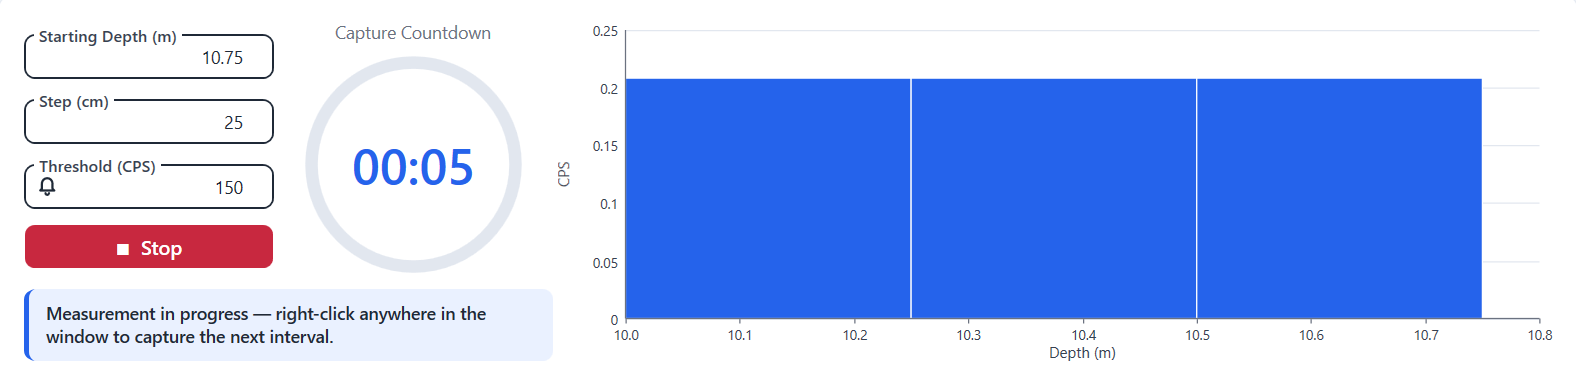 Starting Depth (m)
10.75
Step (cm)
25
Threshold (CPS)
150
Stop
Measurement in progress — right-click anywhere in the
window to capture the next interval.
Capture Countdown
00:05
CPS
0.25
0.2
0.15
0.1
0.05
0
10.0 10.1 10.2 10.3 10.4 10.5 10.6 10.7 10.8
Depth (m)